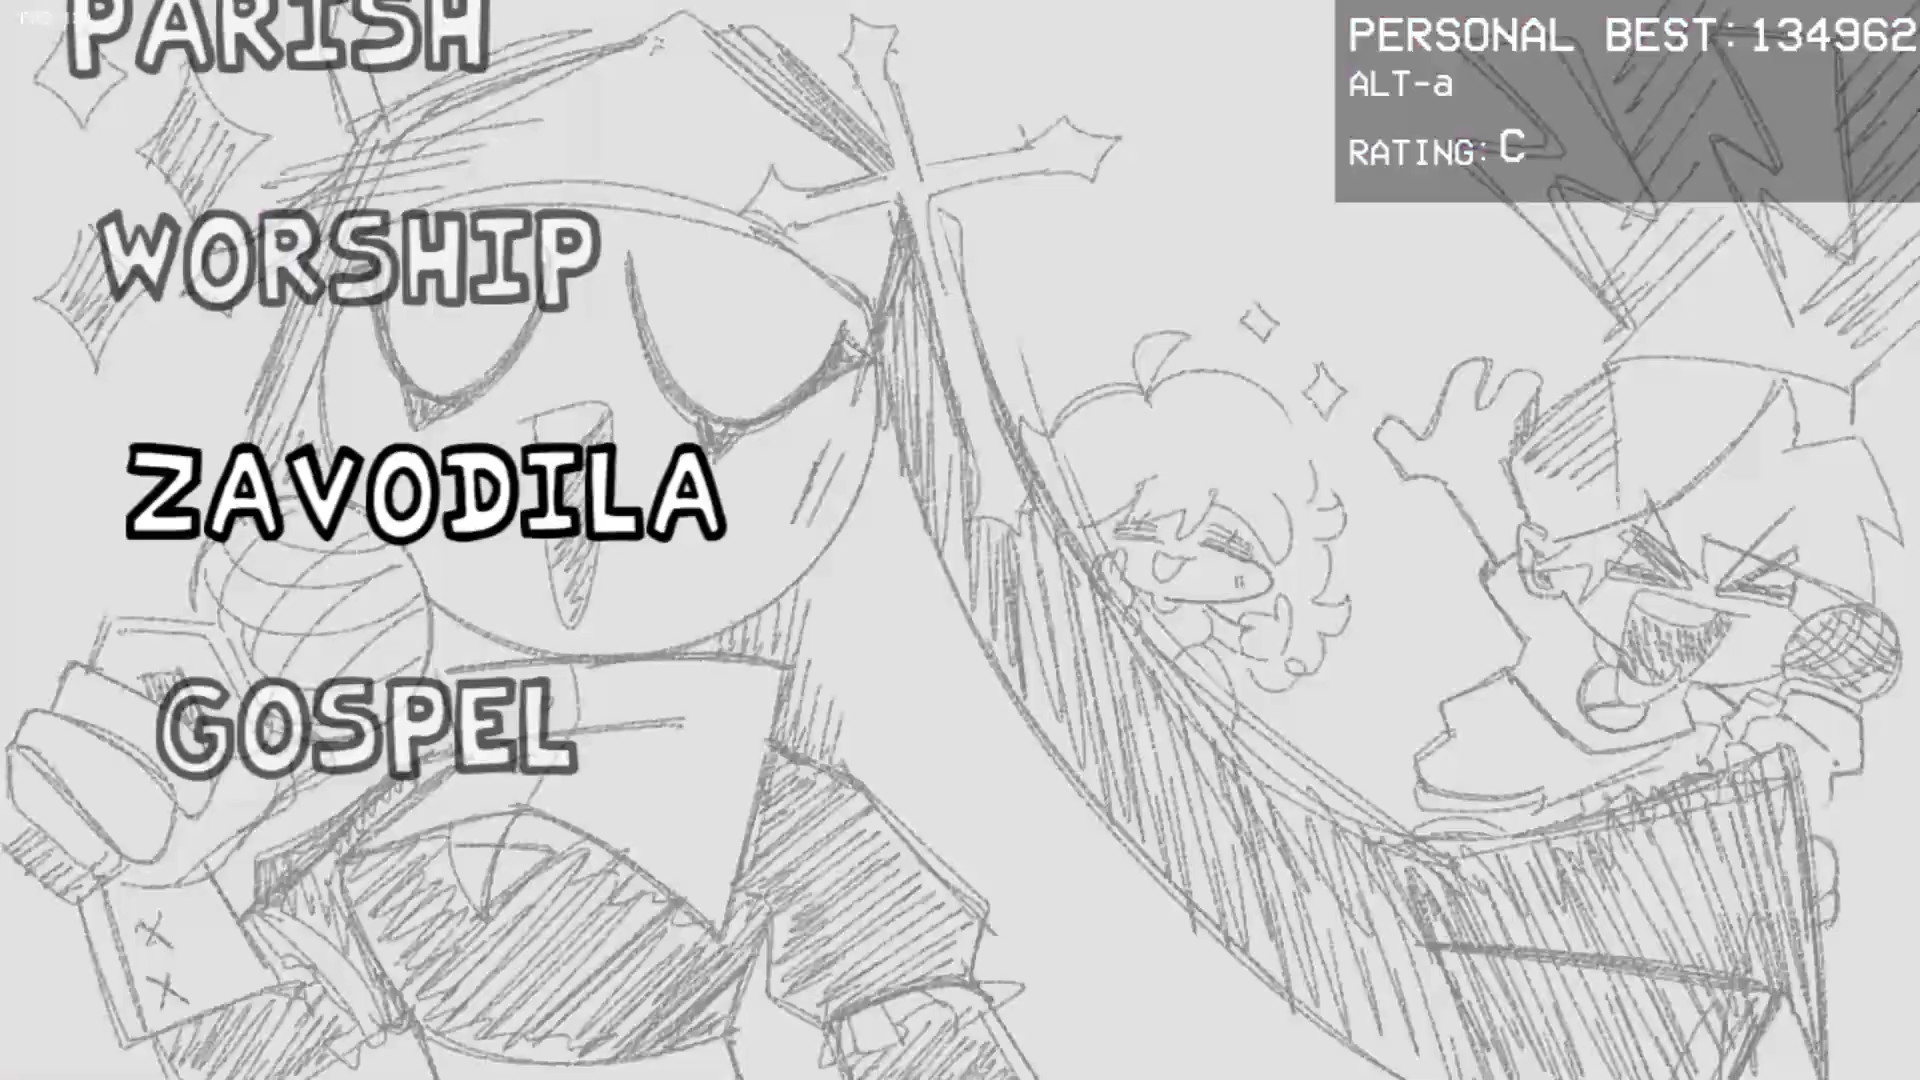 PARISH
WORSHIP
ZAVODILA
GOSPEL
PERSONAL BEST:134962
ALT-a
RATING: C